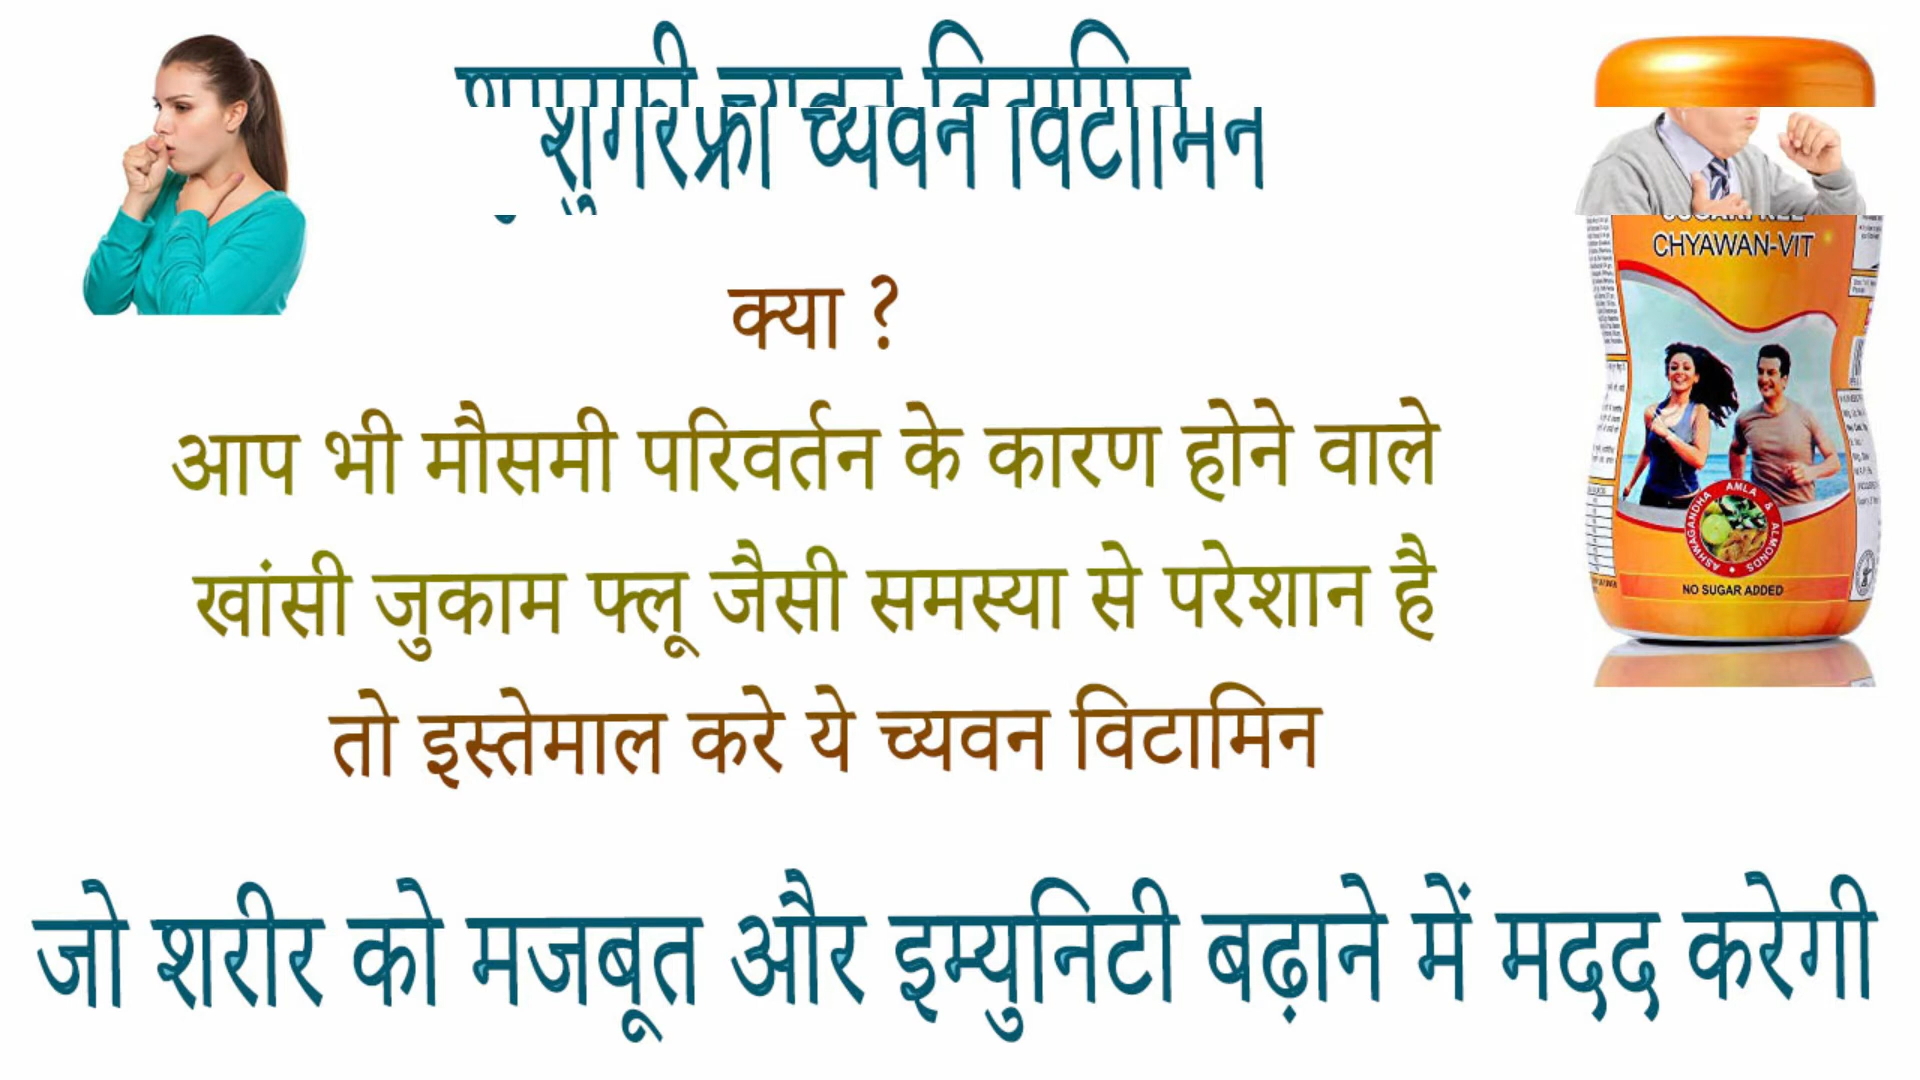 शुगरफ्री च्यवन विटामिन
क्या ?
आप भी मौसमी परिवर्तन के कारण होने वाले
खांसी जुकाम फ्लू जैसी समस्या से परेशान है
तो इस्तेमाल करे ये च्यवन विटामिन
जो शरीर को मजबूत और इम्युनिटी बढ़ाने में मदद करेगी
CHYAWAN-VIT
ASHWAGANDHA AMLA & ALMONDS
NO SUGAR ADDED